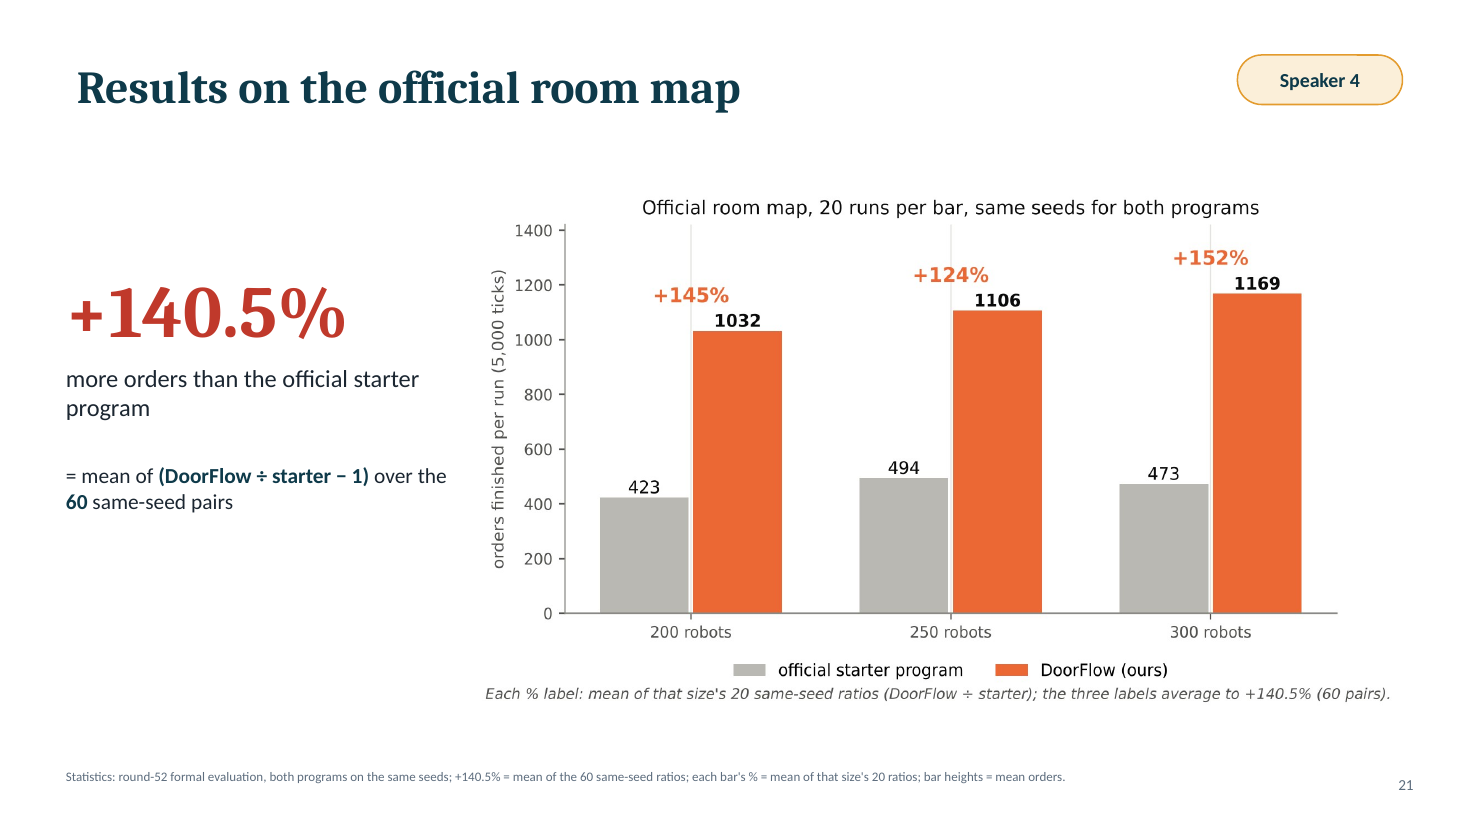 Results on the official room map
Speaker 4
+140.5%
more orders than the official starter
program
= mean of (DoorFlow ÷ starter − 1) over the
60 same-seed pairs
Official room map, 20 runs per bar, same seeds for both programs
orders finished per run (5,000 ticks)
1400
1200
1000
800
600
400
200
0
+145%
+124%
+152%
423
1032
494
1106
473
1169
200 robots
250 robots
300 robots
official starter program
DoorFlow (ours)
Each % label: mean of that size's 20 same-seed ratios (DoorFlow ÷ starter); the three labels average to +140.5% (60 pairs).
Statistics: round-52 formal evaluation, both programs on the same seeds; +140.5% = mean of the 60 same-seed ratios; each bar's % = mean of that size's 20 ratios; bar heights = mean orders.
21